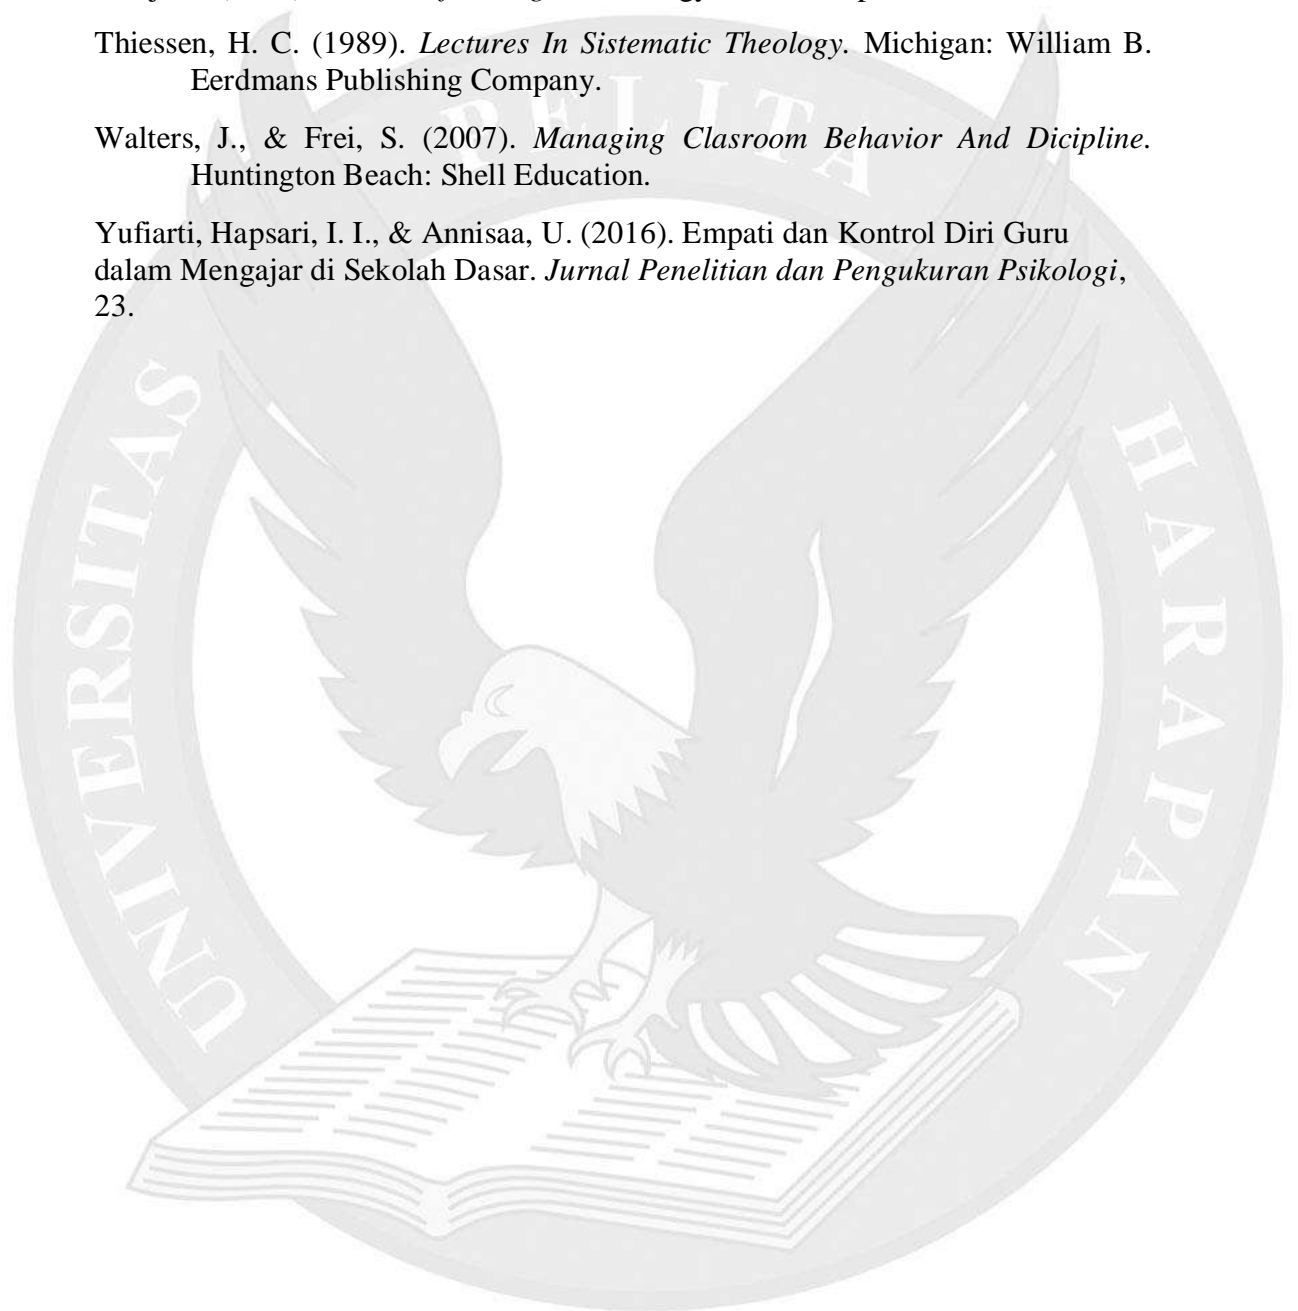 Thiessen, H. C. (1989). Lectures In Sistematic Theology. Michigan: William B.
Eerdmans Publishing Company.
Walters, J., & Frei, S. (2007). Managing Clasroom Behavior And Dicipline.
Huntington Beach: Shell Education.
Yufiarti, Hapsari, I. I., & Annisaa, U. (2016). Empati dan Kontrol Diri Guru
dalam Mengajar di Sekolah Dasar. Jurnal Penelitian dan Pengukuran Psikologi,
23.
UNIVERSITAS PELITA HARAPAN